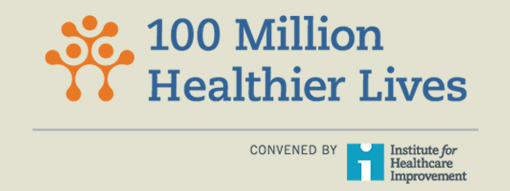 100 Million
Healthier Lives
CONVENED BY
Institute for
Healthcare
Improvement